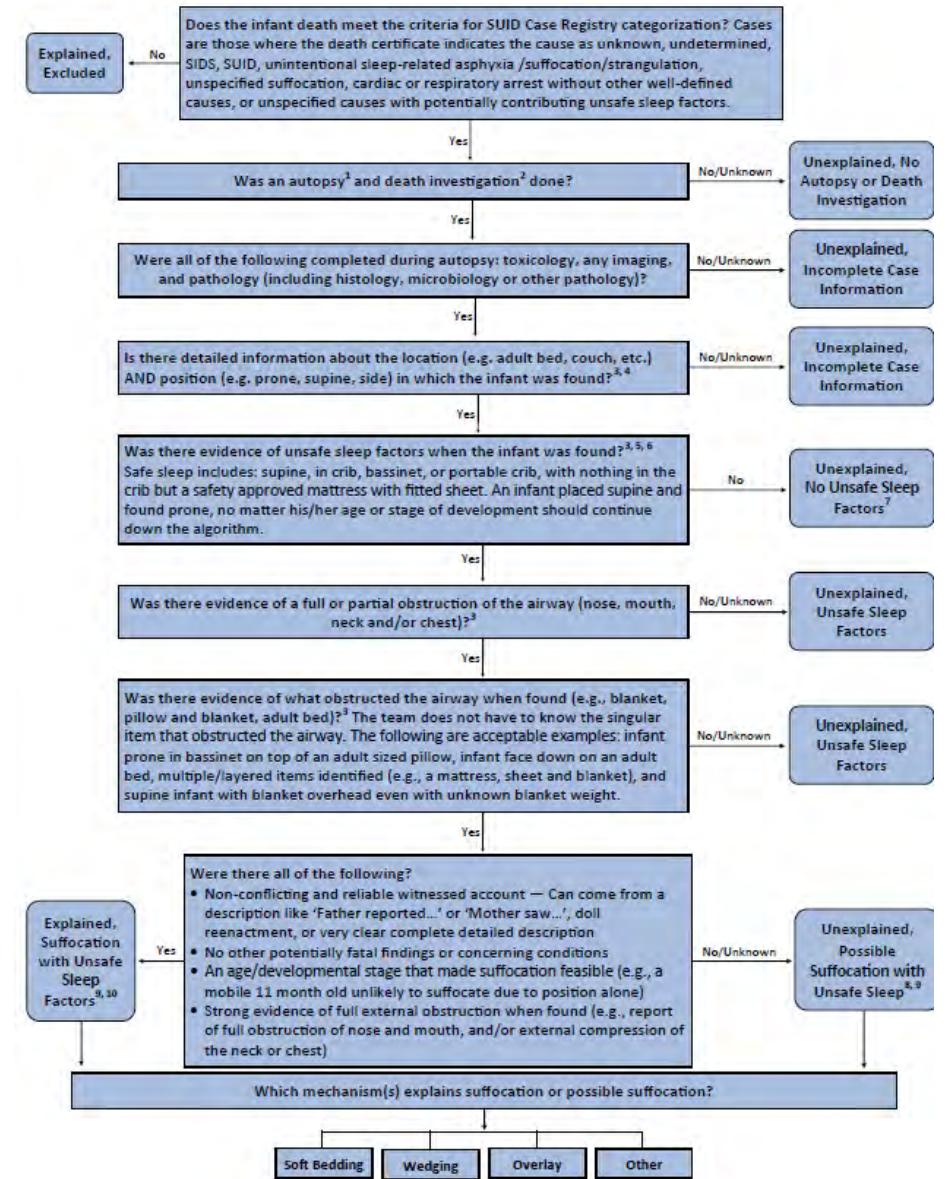 Does the infant death meet the criteria for SUID Case Registry categorization? Cases
are those where the death certificate indicates the cause as unknown, undetermined,
SIDS, SUID, unintentional sleep-related asphyxia /suffocation/strangulation,
unspecified suffocation, cardiac or respiratory arrest without other well-defined
causes, or unspecified causes with potentially contributing unsafe sleep factors.
No
Explained,
Excluded
Yes
Was an autopsy¹ and death investigation² done?
No/Unknown
Unexplained, No
Autopsy or Death
Investigation
Yes
Were all of the following completed during autopsy: toxicology, any imaging,
and pathology (including histology, microbiology or other pathology)?
No/Unknown
Unexplained,
Incomplete Case
Information
Yes
Is there detailed information about the location (e.g. adult bed, couch, etc.)
AND position (e.g. prone, supine, side) in which the infant was found?³,⁴
No/Unknown
Unexplained,
Incomplete Case
Information
Yes
Was there evidence of unsafe sleep factors when the infant was found?³,⁵,⁶
Safe sleep includes: supine, in crib, bassinet, or portable crib, with nothing in the
crib but a safety approved mattress with fitted sheet. An infant placed supine and
found prone, no matter his/her age or stage of development should continue
down the algorithm.
No
Unexplained,
No Unsafe Sleep
Factors⁷
Yes
Was there evidence of a full or partial obstruction of the airway (nose, mouth,
neck and/or chest)?³
No/Unknown
Unexplained,
Unsafe Sleep
Factors
Yes
Was there evidence of what obstructed the airway when found (e.g., blanket,
pillow and blanket, adult bed)?³ The team does not have to know the singular
item that obstructed the airway. The following are acceptable examples: infant
prone in bassinet on top of an adult sized pillow, infant face down on an adult
bed, multiple/layered items identified (e.g., a mattress, sheet and blanket), and
supine infant with blanket overhead even with unknown blanket weight.
No/Unknown
Unexplained,
Unsafe Sleep
Factors
Yes
Were there all of the following?
• Non-conflicting and reliable witnessed account — Can come from a
description like ‘Father reported...’ or ‘Mother saw...’, doll
reenactment, or very clear complete detailed description
• No other potentially fatal findings or concerning conditions
• An age/developmental stage that made suffocation feasible (e.g., a
mobile 11 month old unlikely to suffocate due to position alone)
• Strong evidence of full external obstruction when found (e.g., report
of full obstruction of nose and mouth, and/or external compression of
the neck or chest)
Yes
Explained,
Suffocation with Unsafe
Sleep
Factors⁹,¹⁰
No/Unknown
Unexplained,
Possible
Suffocation with
Unsafe Sleep⁸,⁹
Which mechanism(s) explains suffocation or possible suffocation?
Soft Bedding
Wedging
Overlay
Other